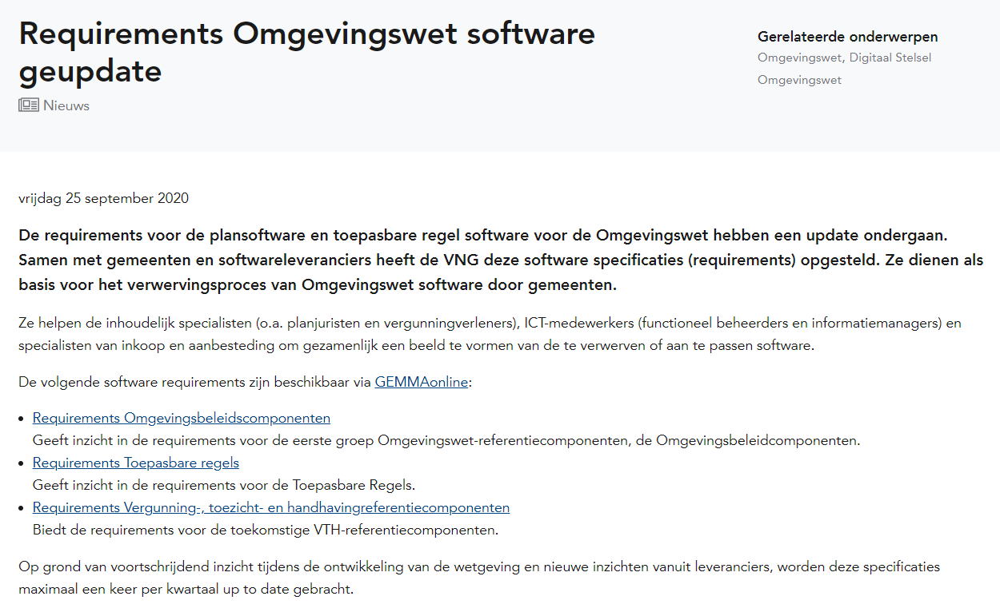 Requirements Omgevingswet software
geupdate
Nieuws
Gerelateerde onderwerpen
Omgevingswet, Digitaal Stelsel
Omgevingswet
vrijdag 25 september 2020
De requirements voor de plansoftware en toepasbare regel software voor de Omgevingswet hebben een update ondergaan.
Samen met gemeenten en softwareleveranciers heeft de VNG deze software specificaties (requirements) opgesteld. Ze dienen als
basis voor het verwervingsproces van Omgevingswet software door gemeenten.
Ze helpen de inhoudelijk specialisten (o.a. planjuristen en vergunningverleners), ICT-medewerkers (functioneel beheerders en informatiemanagers) en
specialisten van inkoop en aanbesteding om gezamenlijk een beeld te vormen van de te verwerven of aan te passen software.
De volgende software requirements zijn beschikbaar via GEMMAonline:
• Requirements Omgevingsbeleidscomponenten
Geeft inzicht in de requirements voor de eerste groep Omgevingswet-referentiecomponenten, de Omgevingsbeleidcomponenten.
• Requirements Toepasbare regels
Geeft inzicht in de requirements voor de Toepasbare Regels.
• Requirements Vergunning-, toezicht- en handhavingreferentiecomponenten
Biedt de requirements voor de toekomstige VTH-referentiecomponenten.
Op grond van voortschrijdend inzicht tijdens de ontwikkeling van de wetgeving en nieuwe inzichten vanuit leveranciers, worden deze specificaties
maximaal een keer per kwartaal up to date gebracht.